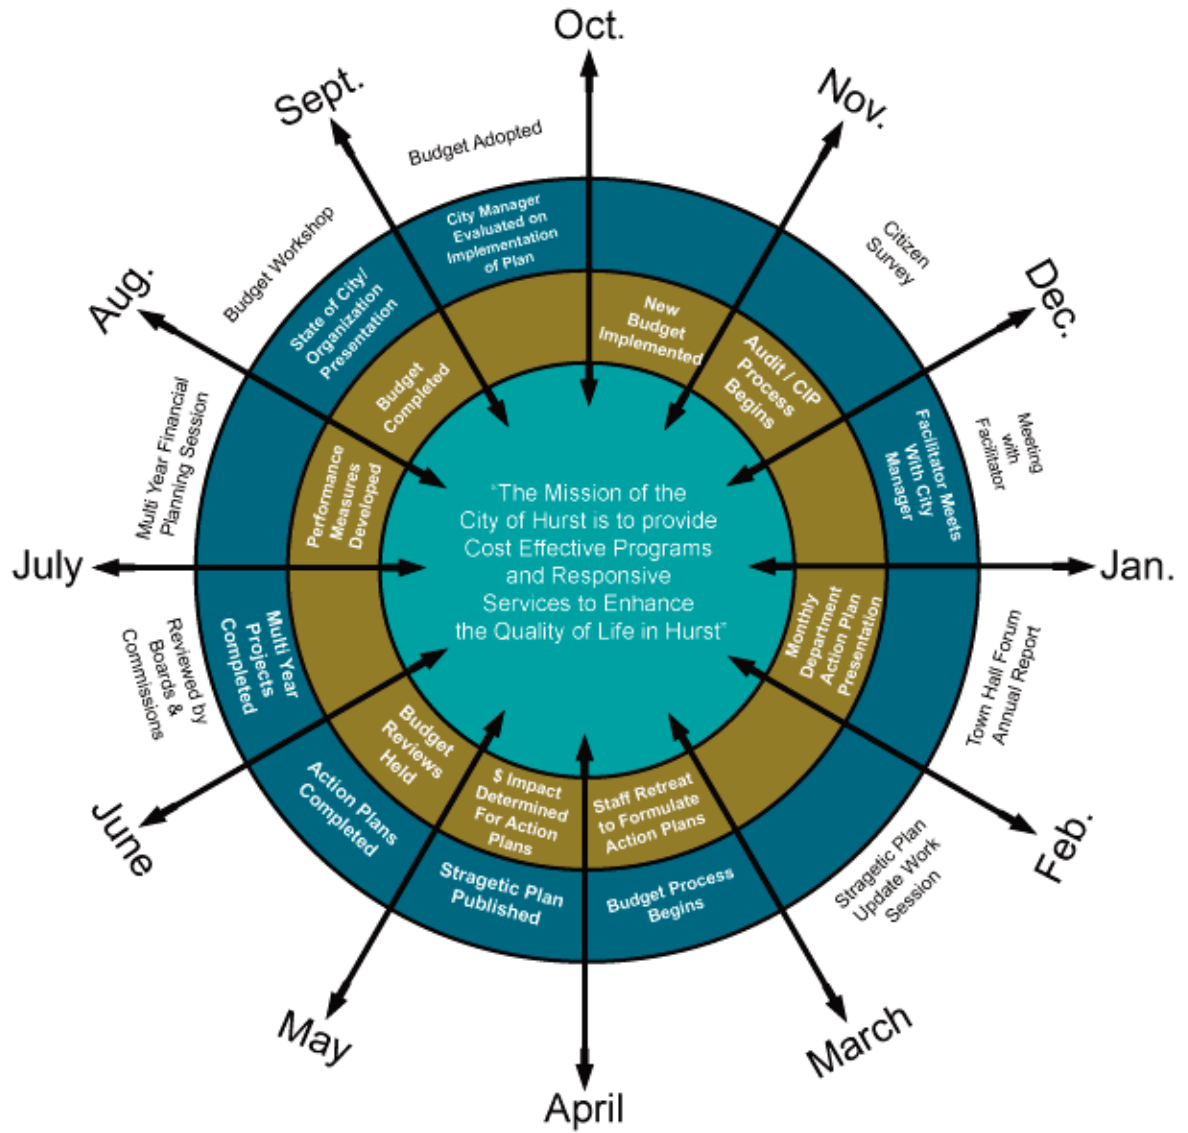 Oct.
Nov.
Dec.
Jan.
Feb.
March
April
May
June
July
Aug.
Sept.
Budget Adopted
Citizen
Survey
Meeting
with
Facilitator
Town Hall Forum
Annual Report
Stragetic Plan
Update Work
Session
Reviewed by
Boards &
Commissions
Multi Year Financial
Planning Session
Budget Workshop
City Manager
Evaluated on
Implementation
of Plan
Facilitator Meets
With City
Manager
Budget Process
Begins
Stragetic Plan
Published
Action Plans
Completed
Multi Year
Projects
Completed
State of City/
Organization
Presentation
New
Budget
Implemented
Audit / CIP
Process
Begins
Monthly
Department
Action Plan
Presentation
Staff Retreat
to Formulate
Action Plans
$ Impact
Determined
For Action
Plans
Budget
Reviews
Held
Performance
Measures
Developed
Budget
Completed
"The Mission of the
City of Hurst is to provide
Cost Effective Programs
and Responsive
Services to Enhance
the Quality of Life in Hurst"